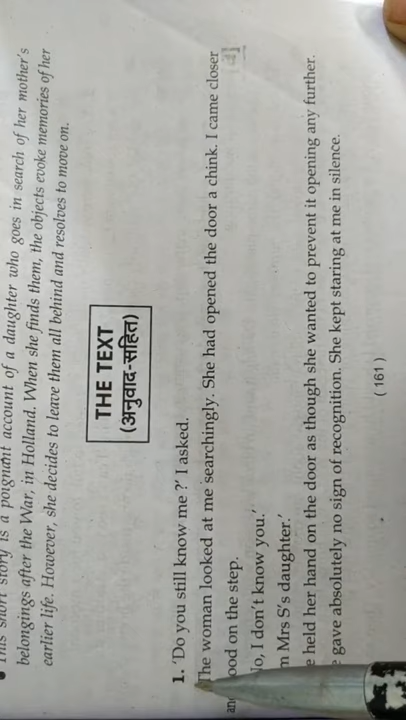 This short story is a poignant account of a daughter who goes in search of her mother's
belongings after the War, in Holland. When she finds them, the objects evoke memories of her
earlier life. However, she decides to leave them all behind and resolves to move on.
THE TEXT
(अनुवाद-सहित)
1. 'Do you still know me ?' I asked.
The woman looked at me searchingly. She had opened the door a chink. I came closer
and ood on the step.
No, I don't know you.'
m Mrs S's daughter.'
e held her hand on the door as though she wanted to prevent it opening any further.
e gave absolutely no sign of recognition. She kept staring at me in silence.
( 161 )